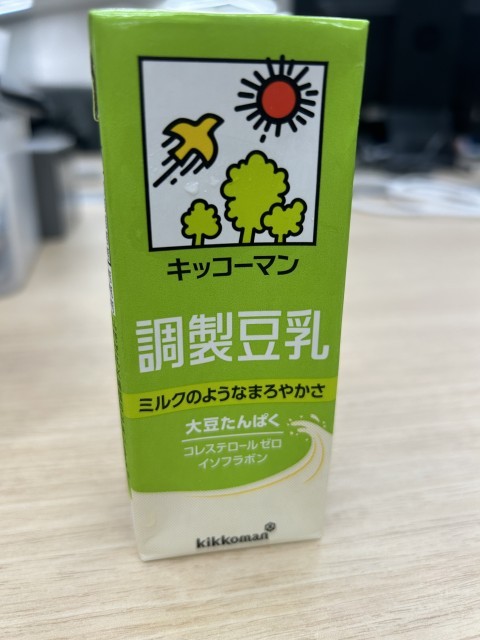 キッコーマン
調製豆乳
ミルクのようなまろやかさ
大豆たんぱく
コレステロール ゼロ
イソフラボン
kikkoman